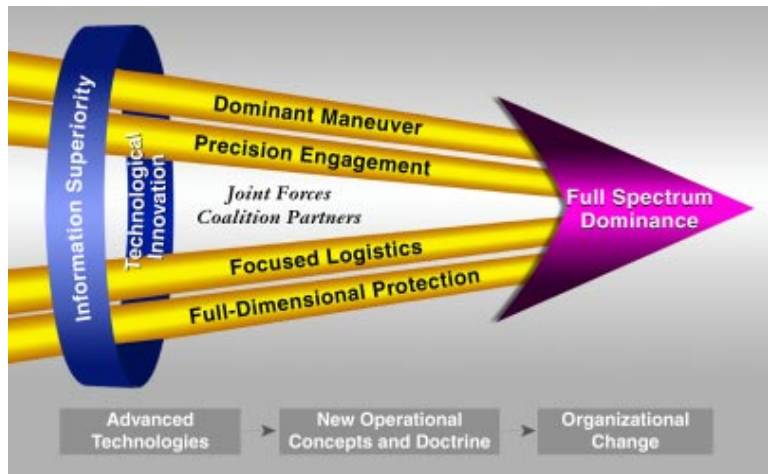 Information Superiority
Technological
Innovation
Dominant Maneuver
Precision Engagement
Joint Forces
Coalition Partners
Focused Logistics
Full-Dimensional Protection
Full Spectrum
Dominance
Advanced
Technologies
New Operational
Concepts and Doctrine
Organizational
Change